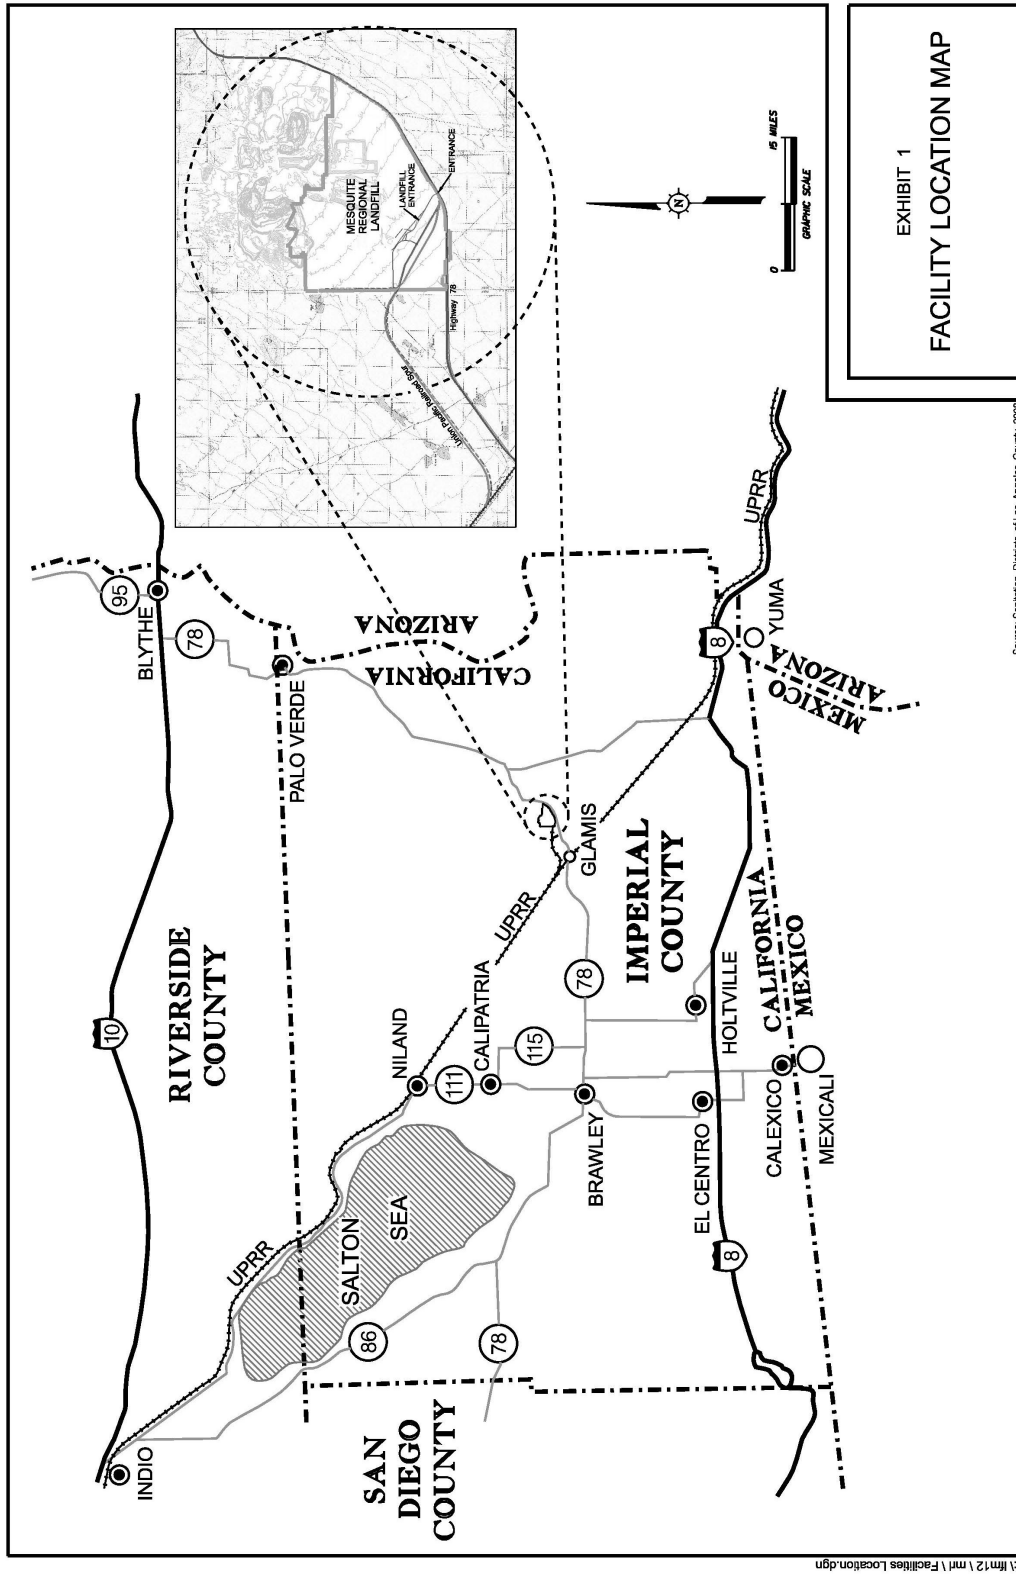 EXHIBIT 1
FACILITY LOCATION MAP
MESQUITE
REGIONAL
LANDFILL
LANDFILL
ENTRANCE
ENTRANCE
Highway 78
Union Pacific Railroad Spur
N
0
15 MILES
GRAPHIC SCALE
INDIO
10
RIVERSIDE
COUNTY
BLYTHE
95
78
PALO VERDE
CALIFORNIA
ARIZONA
UPRR
SALTON
SEA
86
78
SAN
DIEGO
COUNTY
NILAND
111
CALIPATRIA
115
UPRR
78
GLAMIS
BRAWLEY
IMPERIAL
COUNTY
EL CENTRO
HOLTVILLE
8
8
UPRR
YUMA
CALEXICO
MEXICALI
CALIFORNIA
MEXICO
MEXICO
ARIZONA
\ mrl \ Facilities Location.dgn